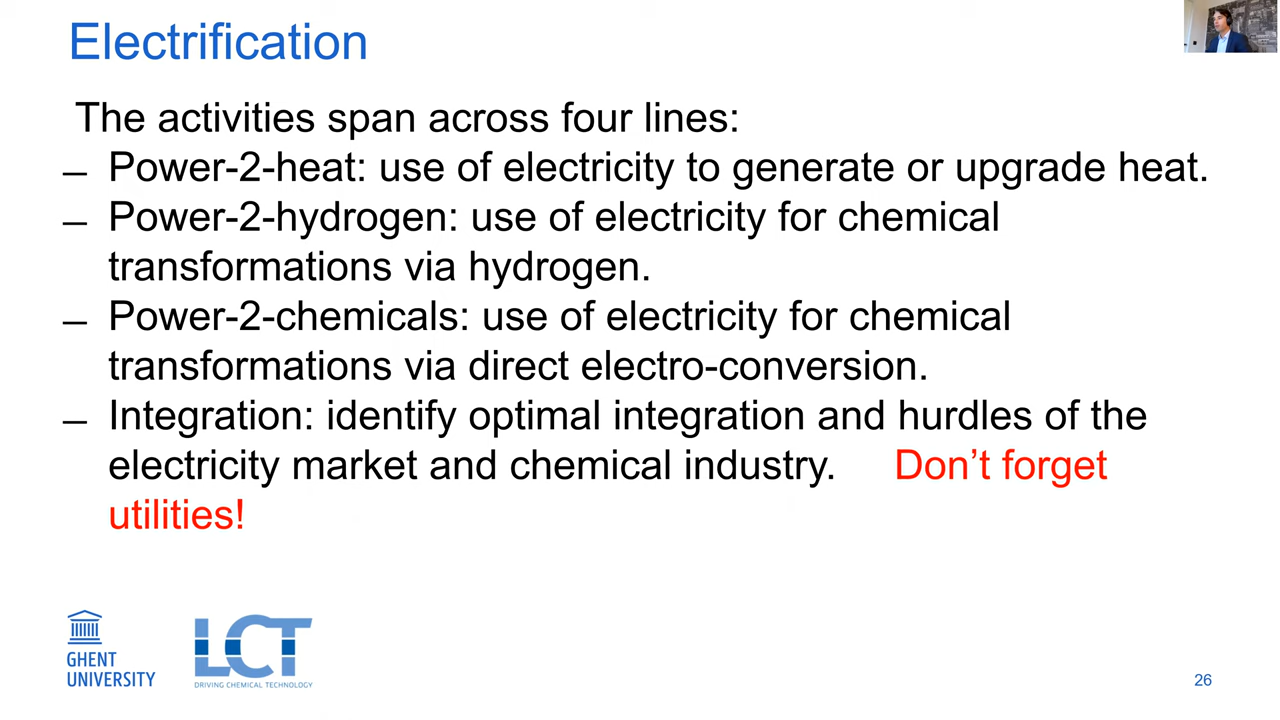 Electrification
The activities span across four lines:
– Power-2-heat: use of electricity to generate or upgrade heat.
– Power-2-hydrogen: use of electricity for chemical
transformations via hydrogen.
– Power-2-chemicals: use of electricity for chemical
transformations via direct electro-conversion.
– Integration: identify optimal integration and hurdles of the
electricity market and chemical industry. Don’t forget
utilities!
GHENT
UNIVERSITY
LCT
DRIVING CHEMICAL TECHNOLOGY
26